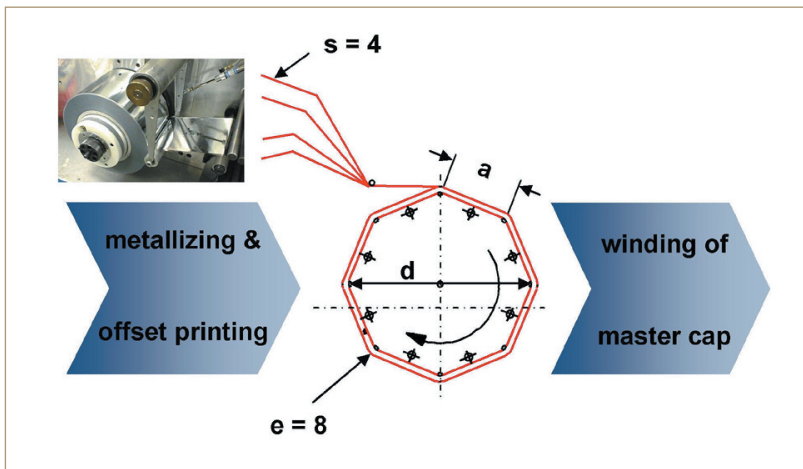 s = 4
a
metallizing &
offset printing
d
winding of
master cap
e = 8